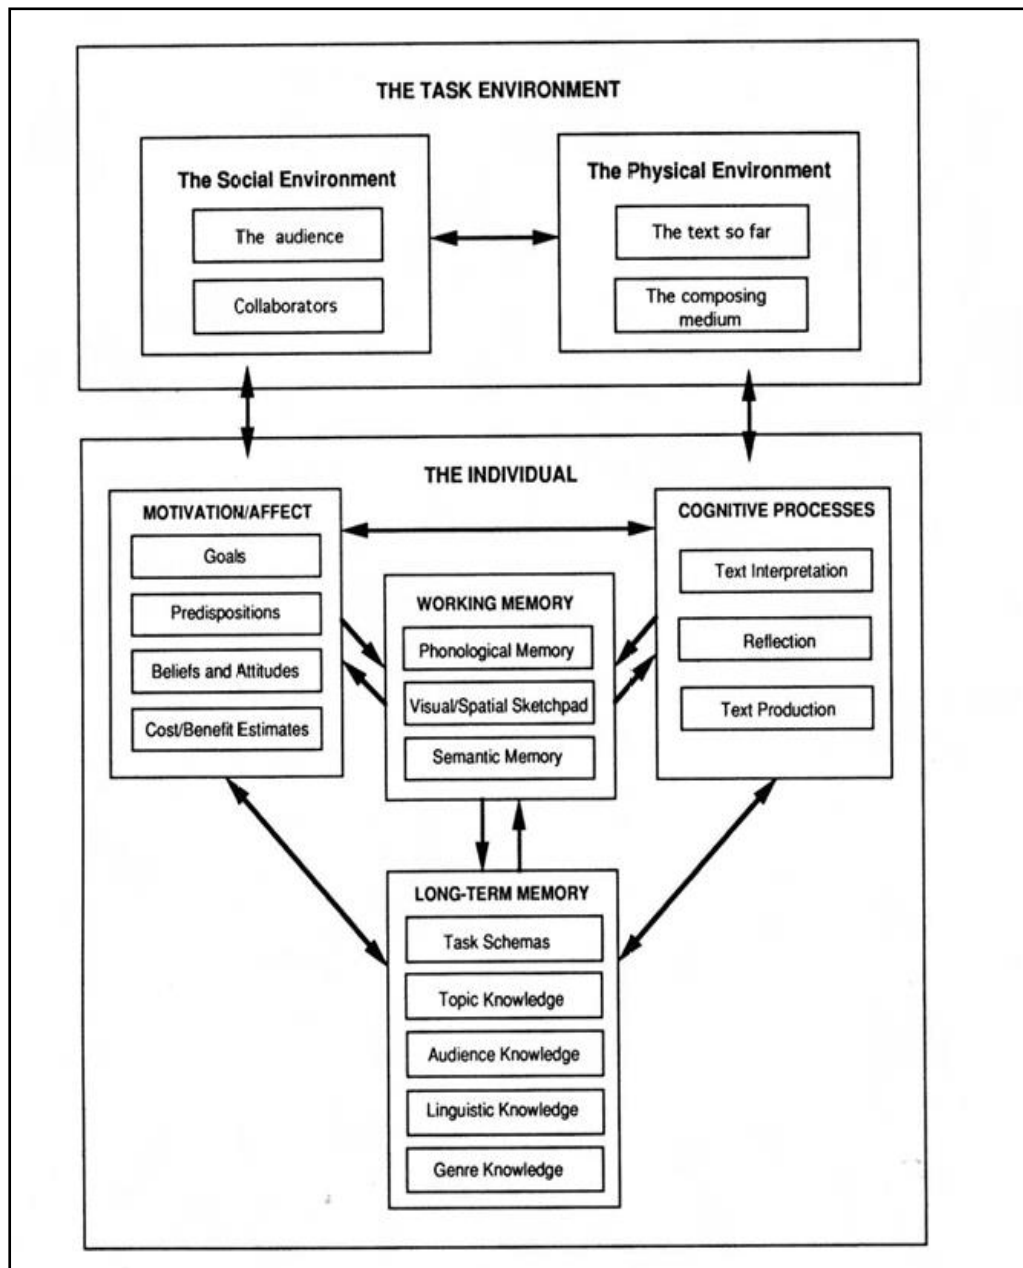 THE TASK ENVIRONMENT
The Social Environment
The audience
Collaborators
The Physical Environment
The text so far
The composing
medium
THE INDIVIDUAL
MOTIVATION/AFFECT
Goals
Predispositions
Beliefs and Attitudes
Cost/Benefit Estimates
WORKING MEMORY
Phonological Memory
Visual/Spatial Sketchpad
Semantic Memory
COGNITIVE PROCESSES
Text Interpretation
Reflection
Text Production
LONG-TERM MEMORY
Task Schemas
Topic Knowledge
Audience Knowledge
Linguistic Knowledge
Genre Knowledge